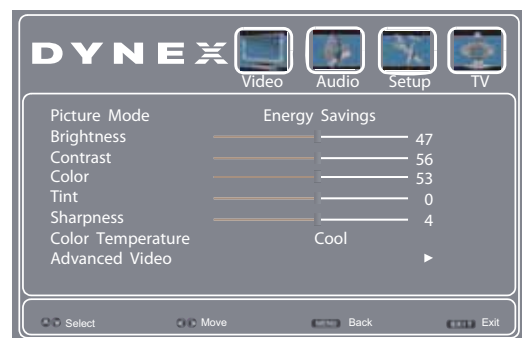 DYNEX
Video Audio Setup TV
Picture Mode Energy Savings
Brightness 47
Contrast 56
Color 53
Tint 0
Sharpness 4
Color Temperature Cool
Advanced Video
Select Move MENU Back EXIT Exit